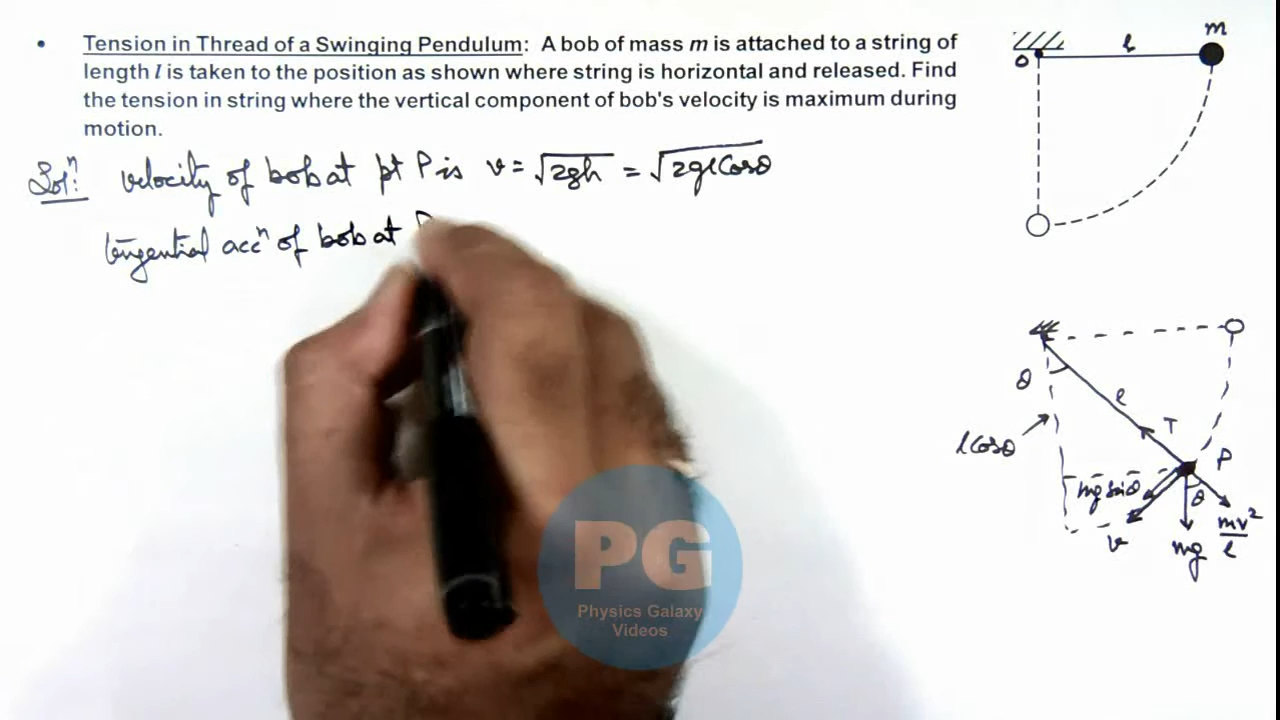 • Tension in Thread of a Swinging Pendulum: A bob of mass m is attached to a string of
length l is taken to the position as shown where string is horizontal and released. Find
the tension in string where the vertical component of bob's velocity is maximum during
motion.
Solⁿ: velocity of bob at pt P is v = √2gh = √2glCosθ
tangential accⁿ of bob at P
m
l
O
θ
l
T
lCosθ
P
mg sinθ
θ
v
mg
mv²/l
PG
Physics Galaxy
Videos